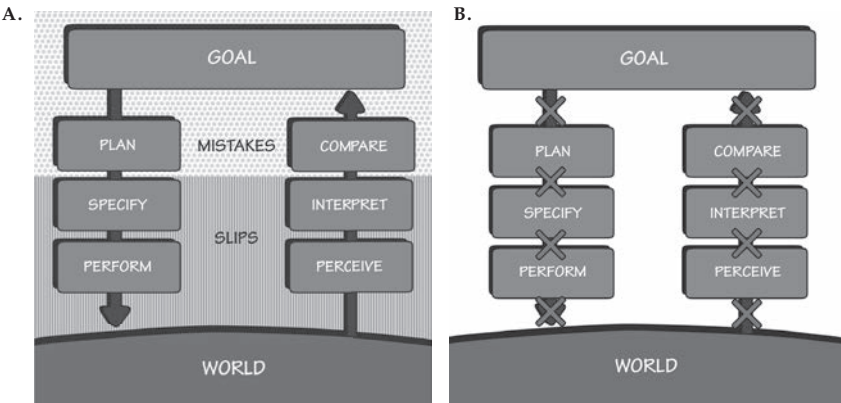 A.
GOAL
PLAN
MISTAKES
COMPARE
SPECIFY
INTERPRET
SLIPS
PERFORM
PERCEIVE
WORLD
B.
GOAL
PLAN
COMPARE
SPECIFY
INTERPRET
PERFORM
PERCEIVE
WORLD